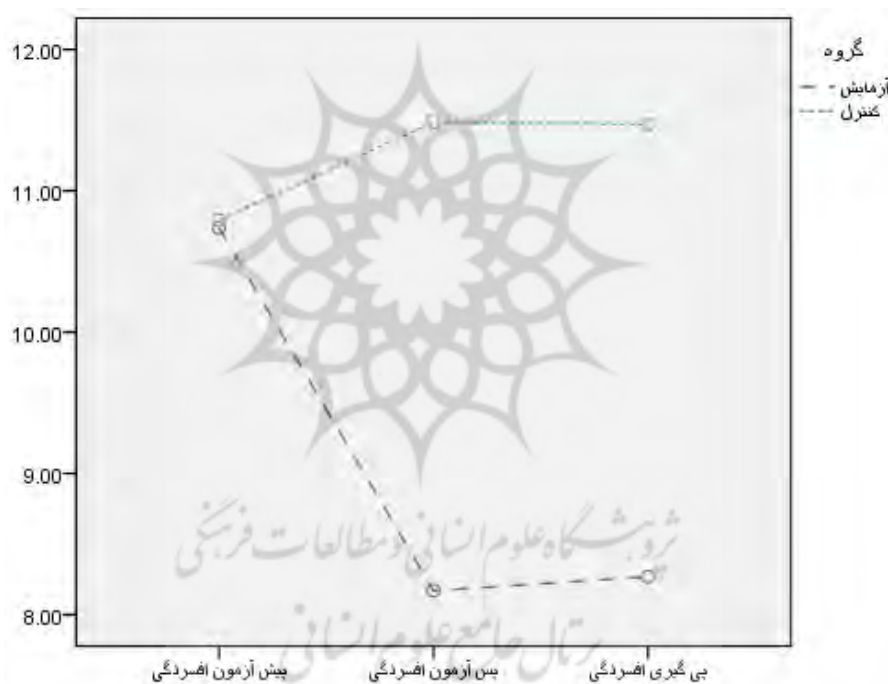 12.00
11.00
10.00
9.00
8.00
گروه
آزمایش
کنترل
پیش آزمون افسردگی
پس آزمون افسردگی
پی گیری افسردگی
پژوهشگاه علوم انسانی و مطالعات فرهنگی
پرتال جامع علوم انسانی